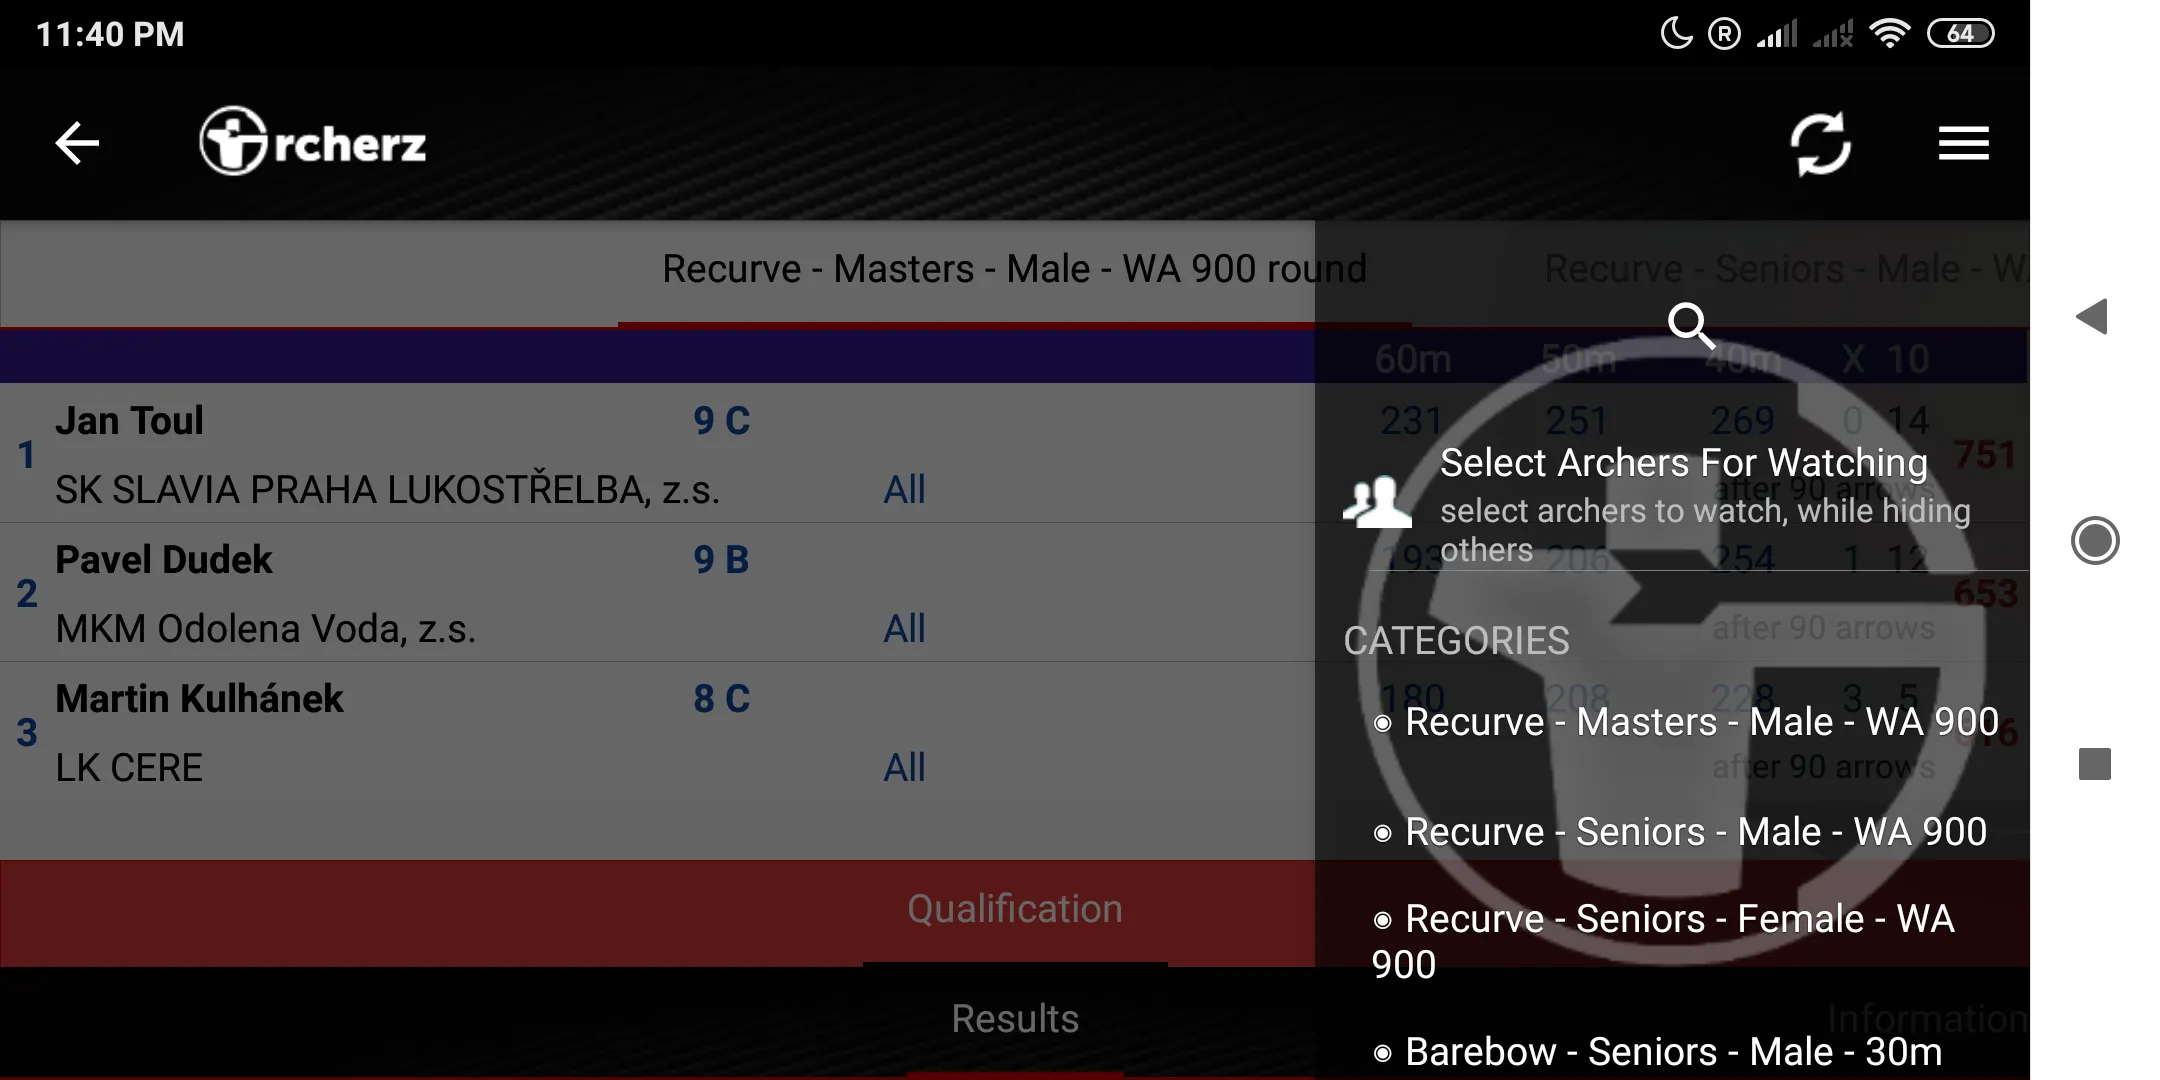 11:40 PM
R
64
rcherz
Recurve - Masters - Male - WA 900 round
Recurve - Seniors - Male - W
60m 50m 40m X 10
1 Jan Toul 9 C 231 251 269 0 14 751
SK SLAVIA PRAHA LUKOSTŘELBA, z.s. All after 90 arrows
2 Pavel Dudek 9 B 193 206 254 1 12 653
MKM Odolena Voda, z.s. All after 90 arrows
3 Martin Kulhánek 8 C 180 208 228 3 5 616
LK CERE All after 90 arrows
Qualification
Results
Information
Select Archers For Watching
select archers to watch, while hiding
others
CATEGORIES
Recurve - Masters - Male - WA 900
Recurve - Seniors - Male - WA 900
Recurve - Seniors - Female - WA
900
Barebow - Seniors - Male - 30m